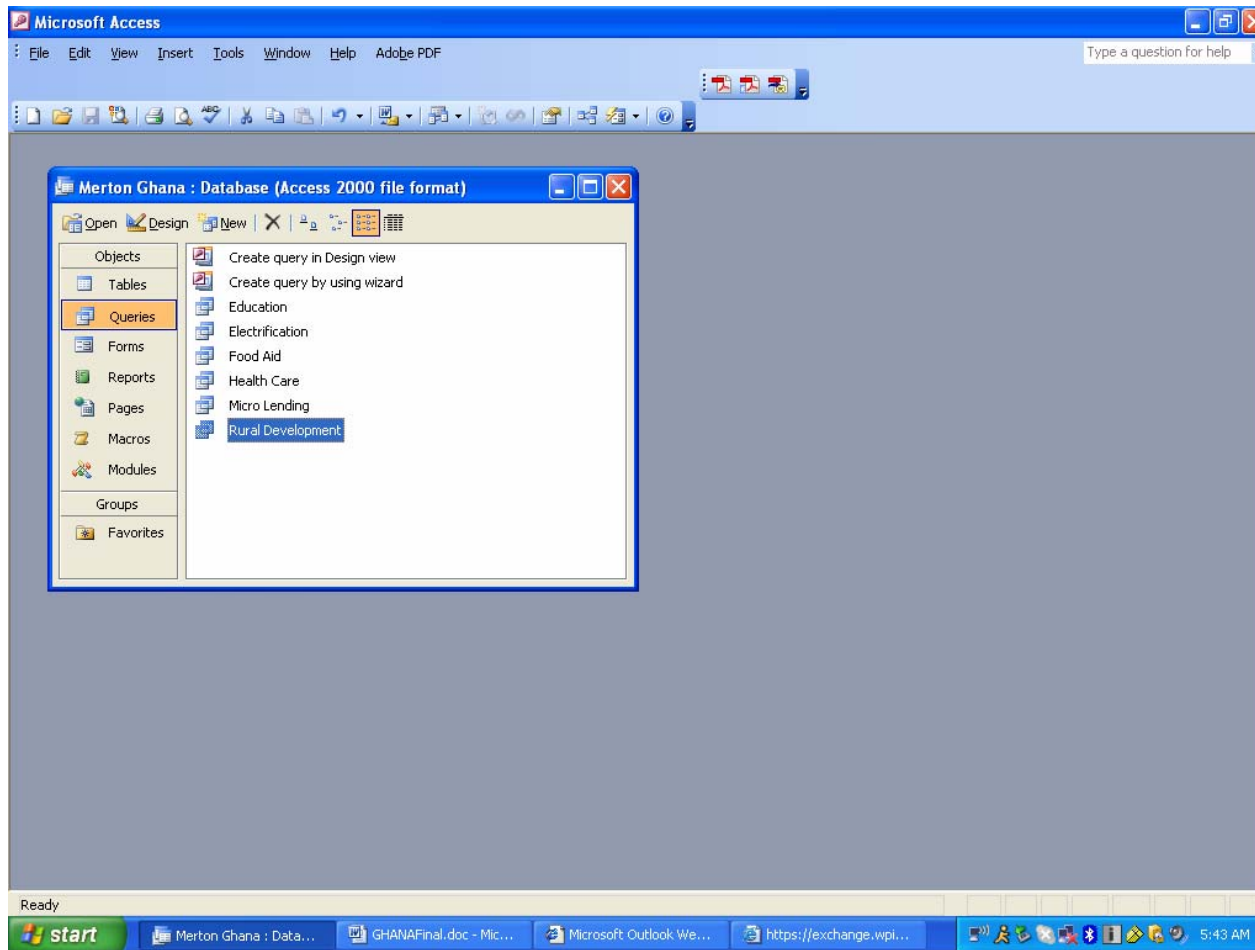 Microsoft Access
File Edit View Insert Tools Window Help Adobe PDF
Type a question for help
Merton Ghana : Database (Access 2000 file format)
Open Design New
Objects
Tables
Queries
Forms
Reports
Pages
Macros
Modules
Groups
Favorites
Create query in Design view
Create query by using wizard
Education
Electrification
Food Aid
Health Care
Micro Lending
Rural Development
Ready
start
Merton Ghana : Data...
GHANAFinal.doc - Mic...
Microsoft Outlook We...
https://exchange.wpi...
5:43 AM